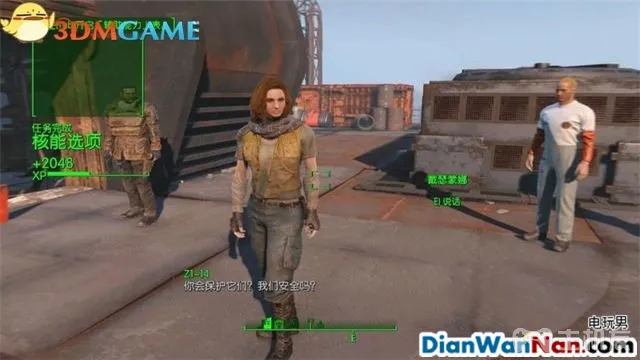 3DMGAME
任务完成
核能选项
+2048
XP
戴瑟蒙娜
E) 说话
Z1-14
你会保护它们？我们安全吗？
E
电玩男
DianWanNan.com